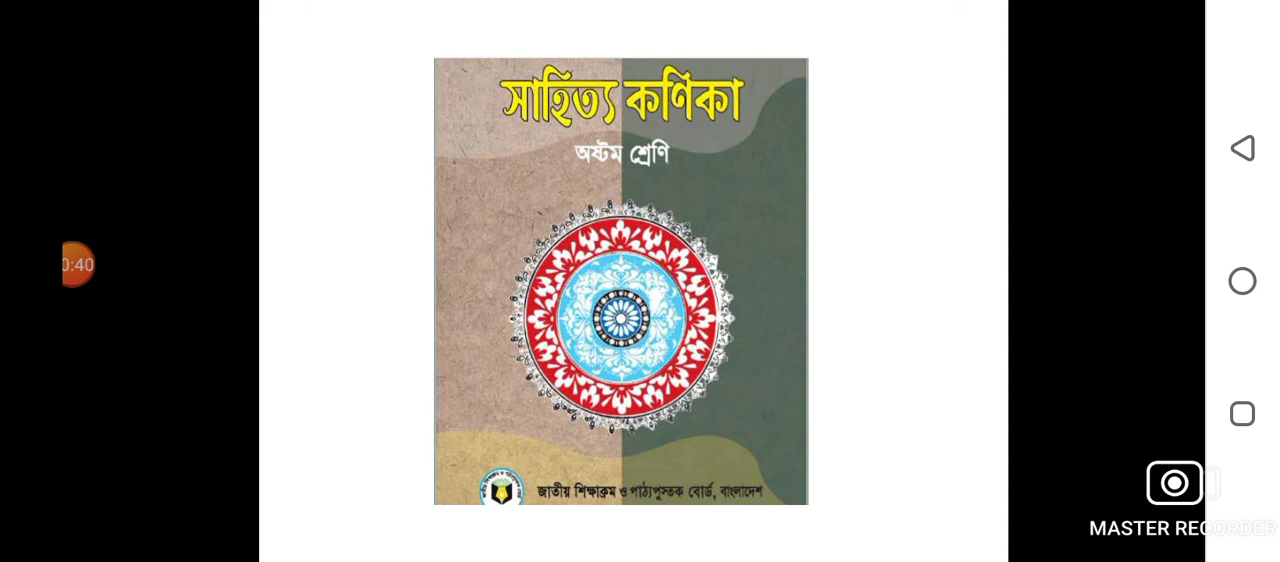 সাহিত্য কণিকা
অষ্টম শ্রেণি
0:40
জাতীয় শিক্ষাক্রম ও পাঠ্যপুস্তক বোর্ড, বাংলাদেশ
MASTER RECORDER